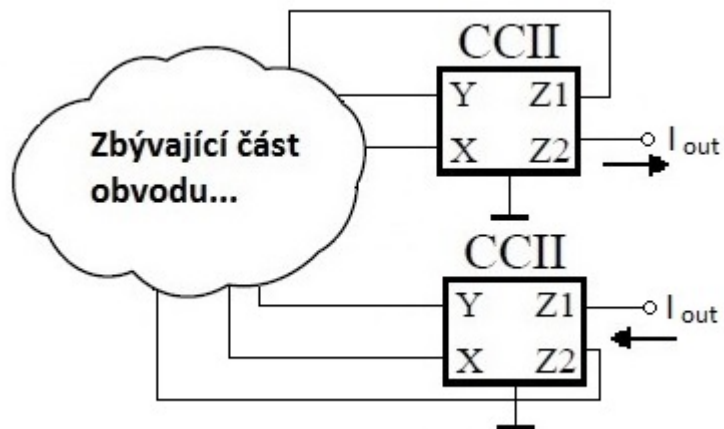 CCII
Y Z1
X Z2
I out
Zbývající část
obvodu...
CCII
Y Z1
X Z2
I out